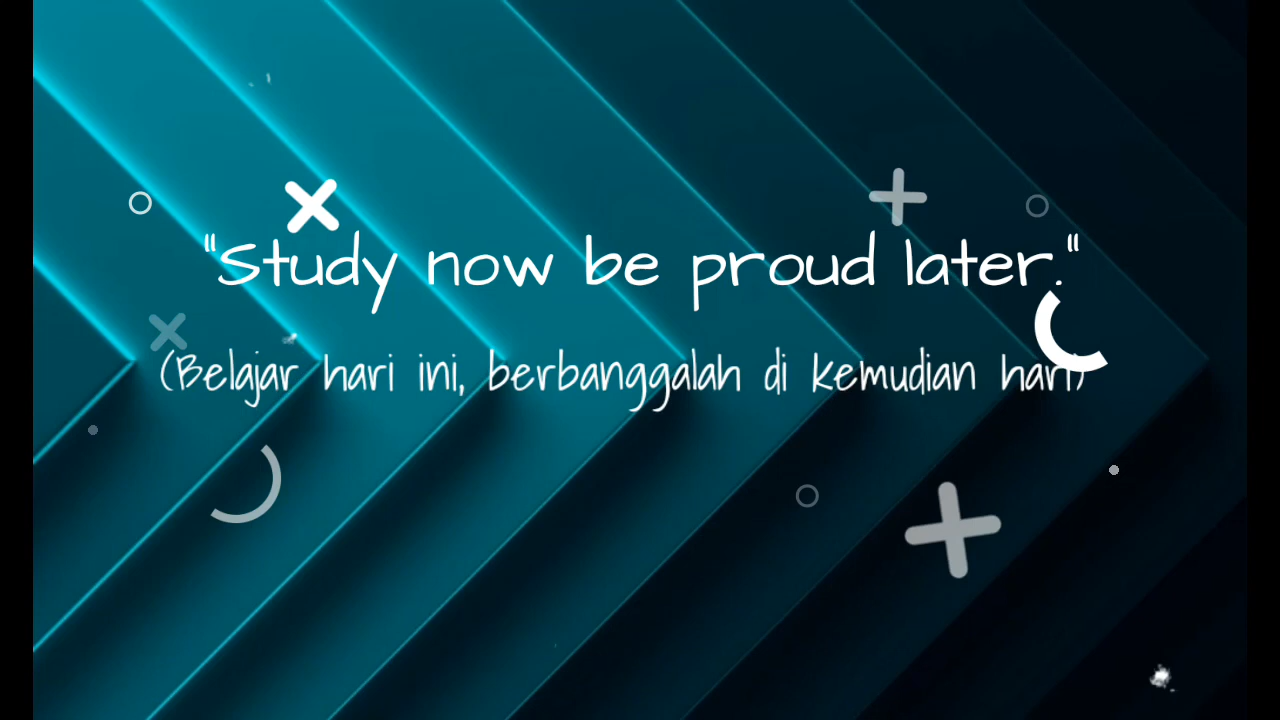 "Study now be proud later."
(Belajar hari ini, berbanggalah di kemudian hari)